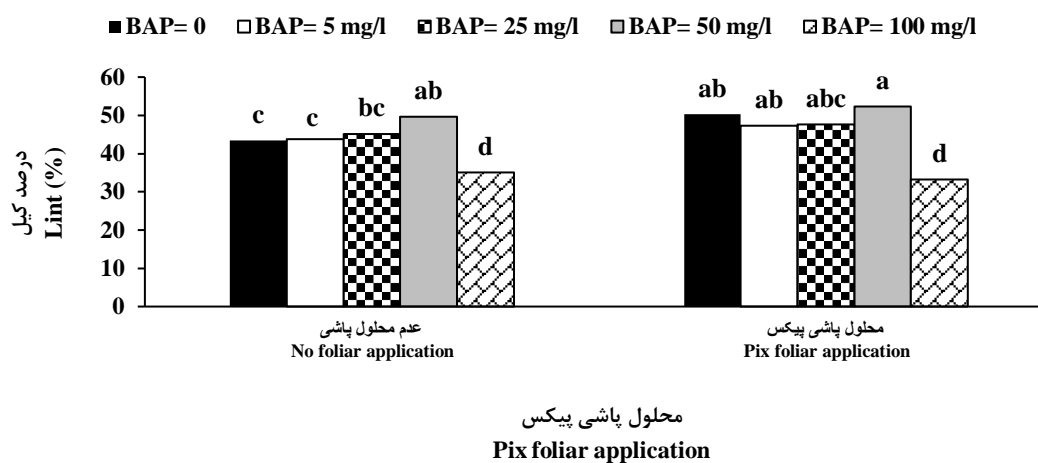 BAP= 0 BAP= 5 mg/l BAP= 25 mg/l BAP= 50 mg/l BAP= 100 mg/l
درصد کیل
Lint (%)
60
50
40
30
20
10
0
c c bc ab d
ab ab abc a d
عدم محلول پاشی
No foliar application
محلول پاشی پیکس
Pix foliar application
محلول پاشی پیکس
Pix foliar application